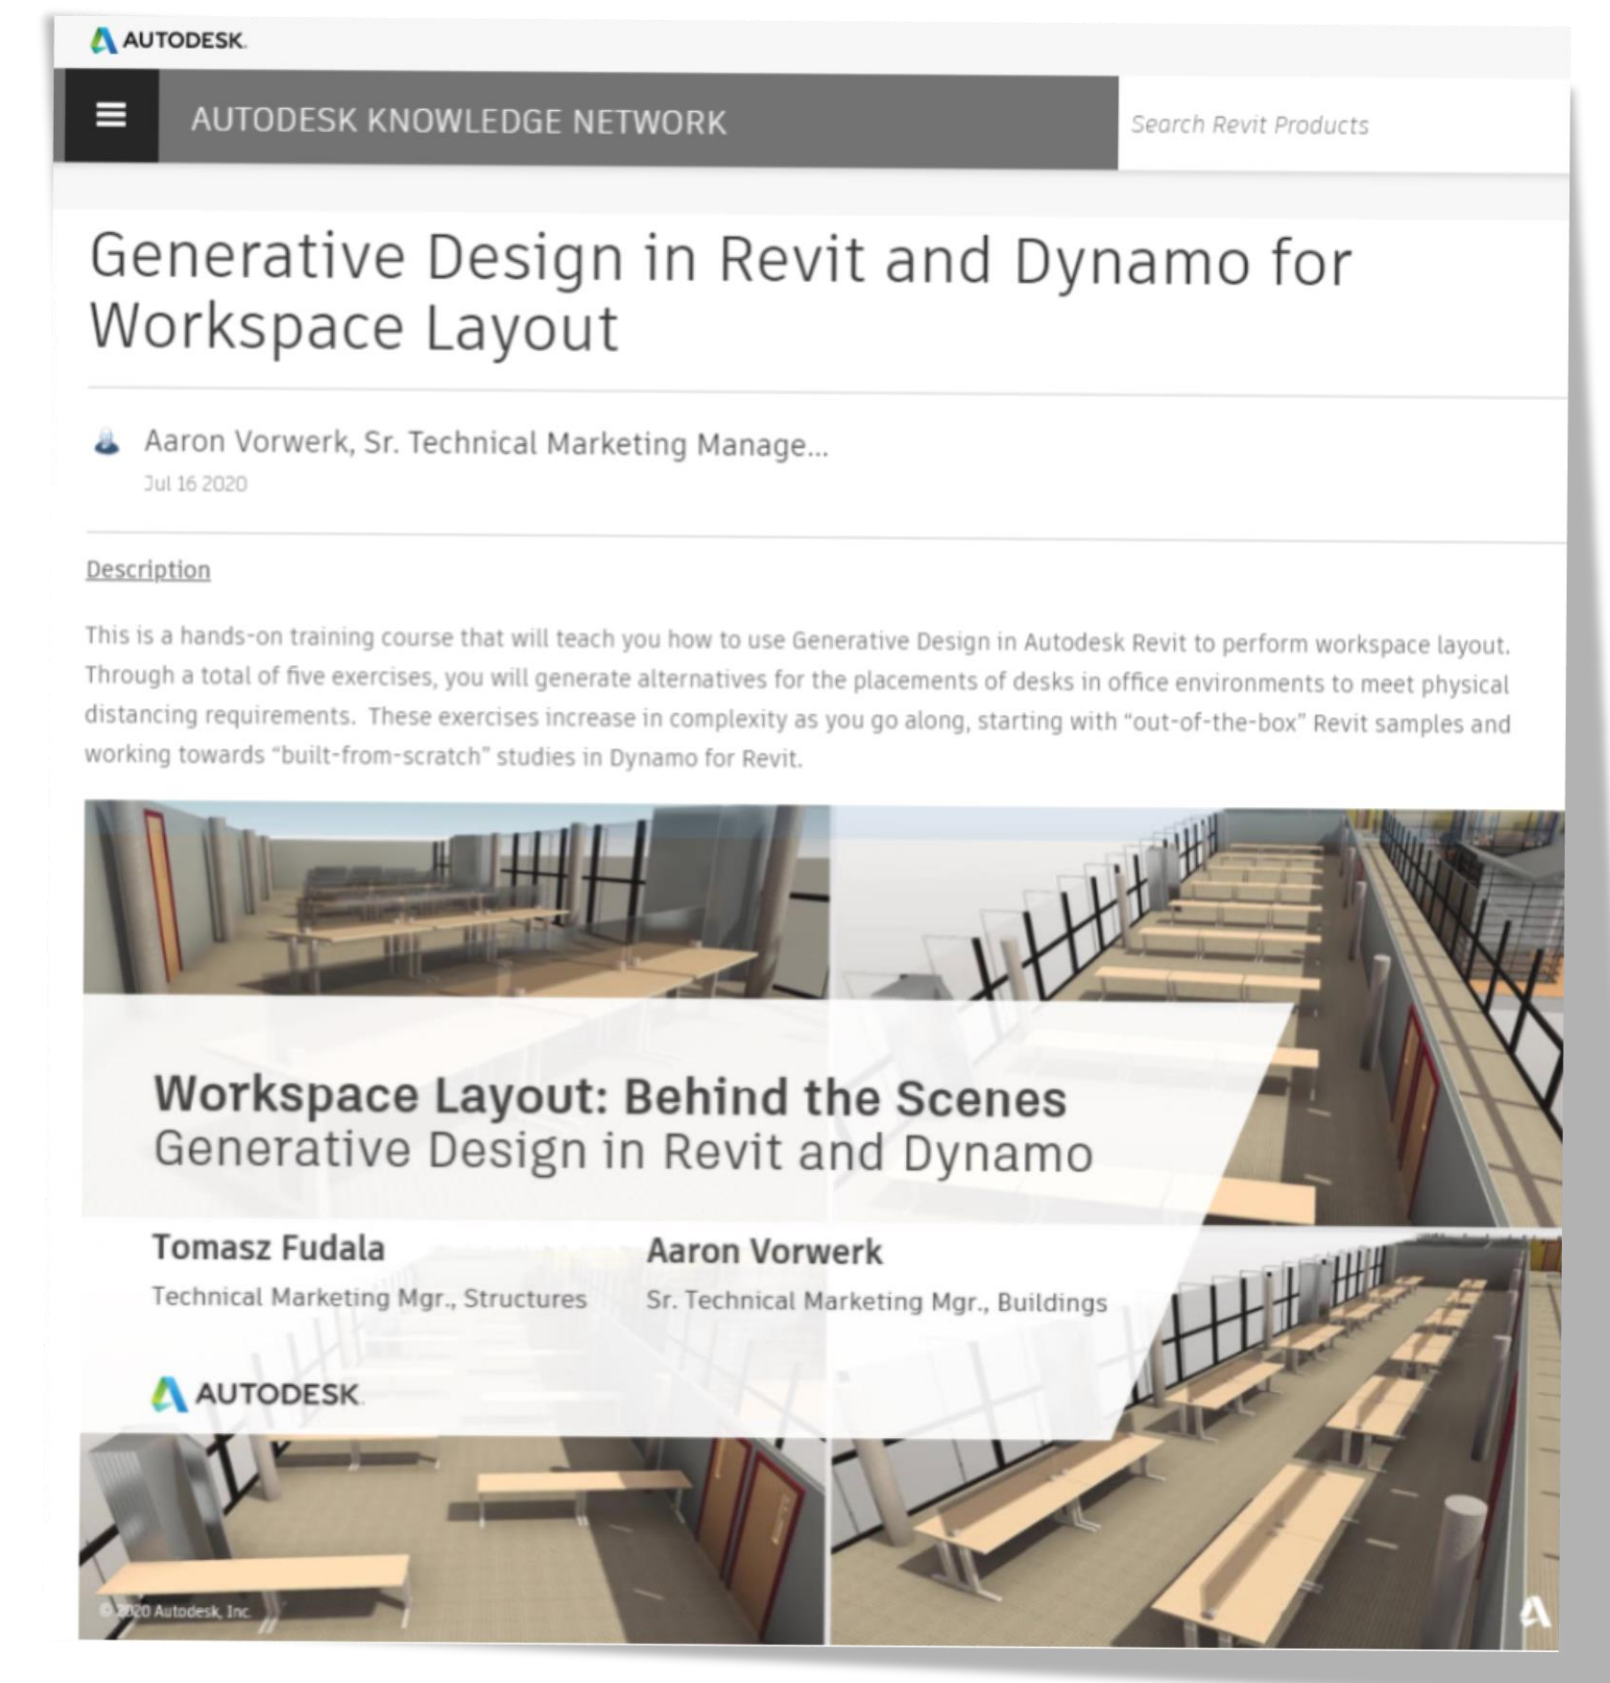 AUTODESK.
AUTODESK KNOWLEDGE NETWORK
Search Revit Products
Generative Design in Revit and Dynamo for
Workspace Layout
Aaron Vorwerk, Sr. Technical Marketing Manage...
Jul 16 2020
Description
This is a hands-on training course that will teach you how to use Generative Design in Autodesk Revit to perform workspace layout.
Through a total of five exercises, you will generate alternatives for the placements of desks in office environments to meet physical
distancing requirements.  These exercises increase in complexity as you go along, starting with “out-of-the-box” Revit samples and
working towards “built-from-scratch” studies in Dynamo for Revit.
Workspace Layout: Behind the Scenes
Generative Design in Revit and Dynamo
Tomasz Fudala
Technical Marketing Mgr., Structures
Aaron Vorwerk
Sr. Technical Marketing Mgr., Buildings
AUTODESK.
© 2020 Autodesk, Inc.